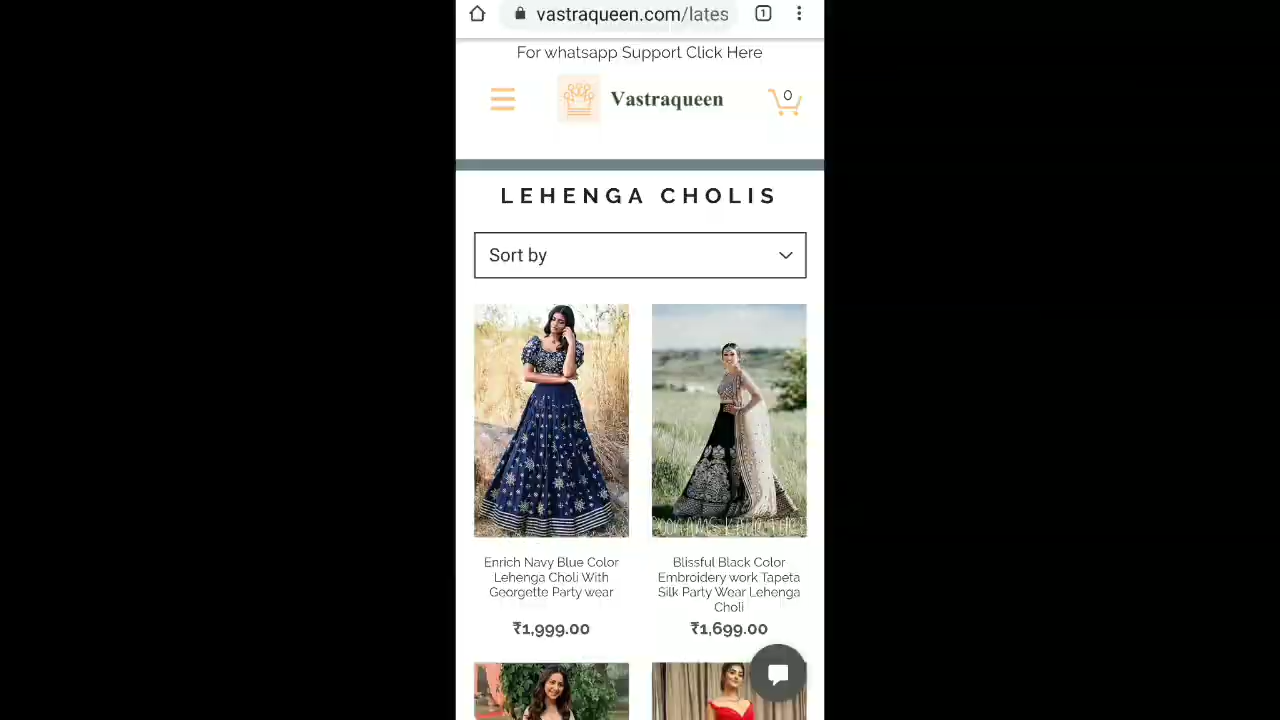 vastraqueen.com/lates
1
For whatsapp Support Click Here
Vastraqueen
0
LEHENGA CHOLIS
Sort by
Enrich Navy Blue Color
Lehenga Choli With
Georgette Party wear
₹1,999.00
Blissful Black Color
Embroidery work Tapeta
Silk Party Wear Lehenga
Choli
₹1,699.00